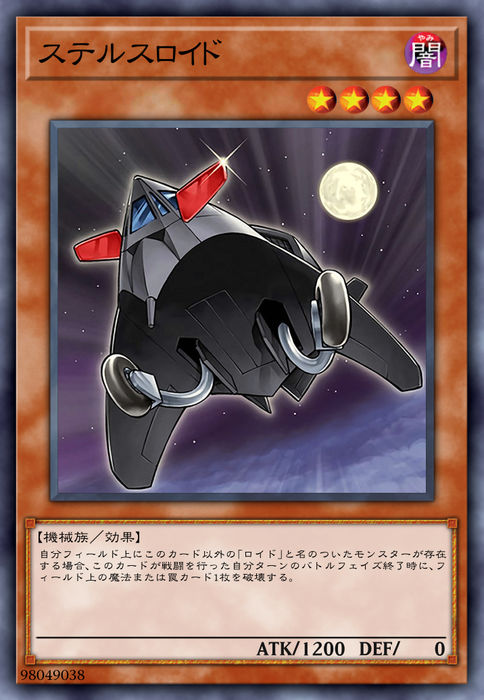 ステルスロイド
やみ
闇
【機械族／効果】
自分フィールド上にこのカード以外の「ロイド」と名のついたモンスターが存在
する場合、このカードが戦闘を行った自分ターンのバトルフェイズ終了時に、フ
ィールド上の魔法または罠カード1枚を破壊する。
ATK/1200 DEF/ 0
98049038